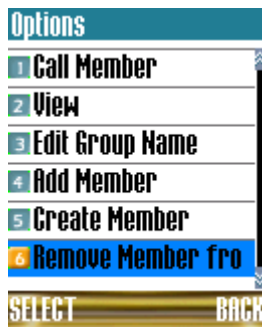 Options
1 Call Member
2 View
3 Edit Group Name
4 Add Member
5 Create Member
6 Remove Member fro
SELECT BACK